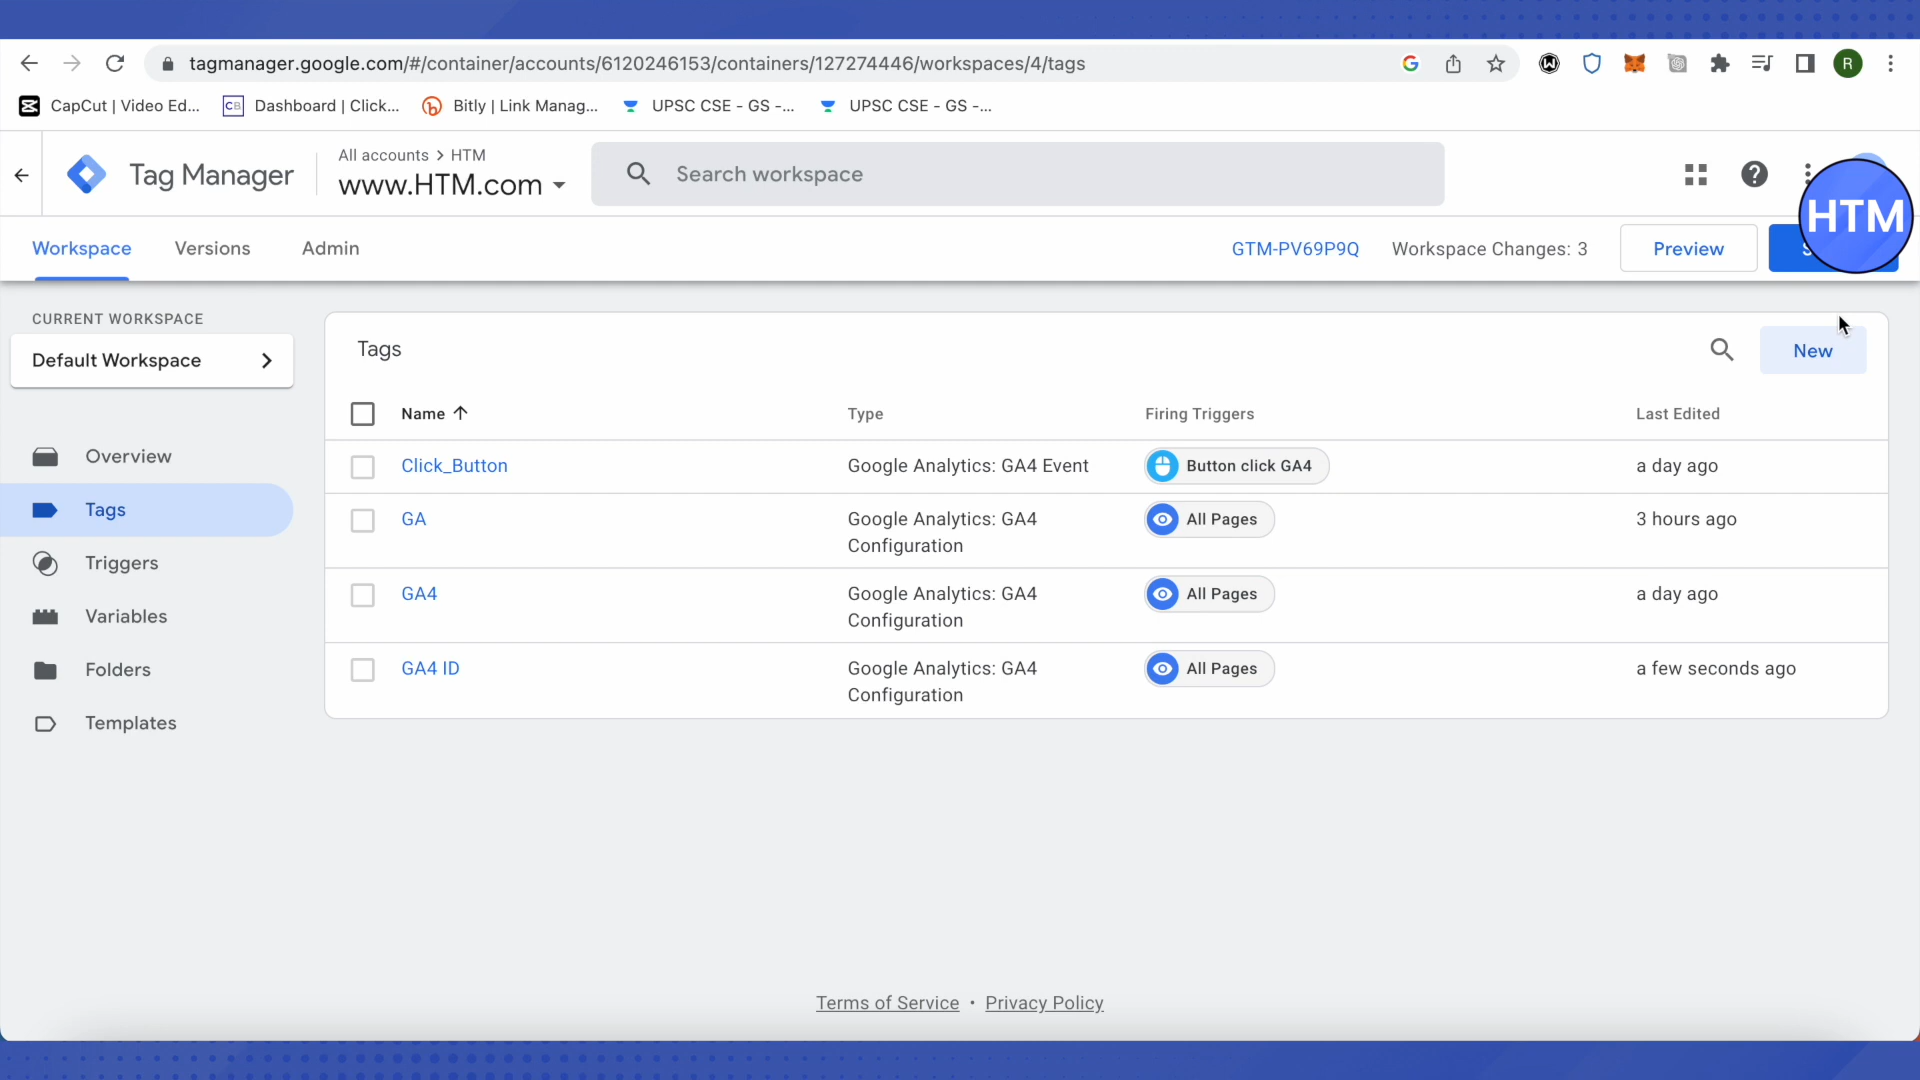 tagmanager.google.com/#/container/accounts/6120246153/containers/127274446/workspaces/4/tags
R
CapCut | Video Ed...
CB Dashboard | Click...
Bitly | Link Manag...
UPSC CSE - GS -...
UPSC CSE - GS -...
Tag Manager
All accounts > HTM
www.HTM.com
Search workspace
HTM
Workspace
Versions
Admin
GTM-PV69P9Q
Workspace Changes: 3
Preview
CURRENT WORKSPACE
Default Workspace
Overview
Tags
Triggers
Variables
Folders
Templates
Tags
New
Name Type Firing Triggers Last Edited
Click_Button Google Analytics: GA4 Event Button click GA4 a day ago
GA Google Analytics: GA4 All Pages 3 hours ago
Configuration
GA4 Google Analytics: GA4 All Pages a day ago
Configuration
GA4 ID Google Analytics: GA4 All Pages a few seconds ago
Configuration
Terms of Service • Privacy Policy